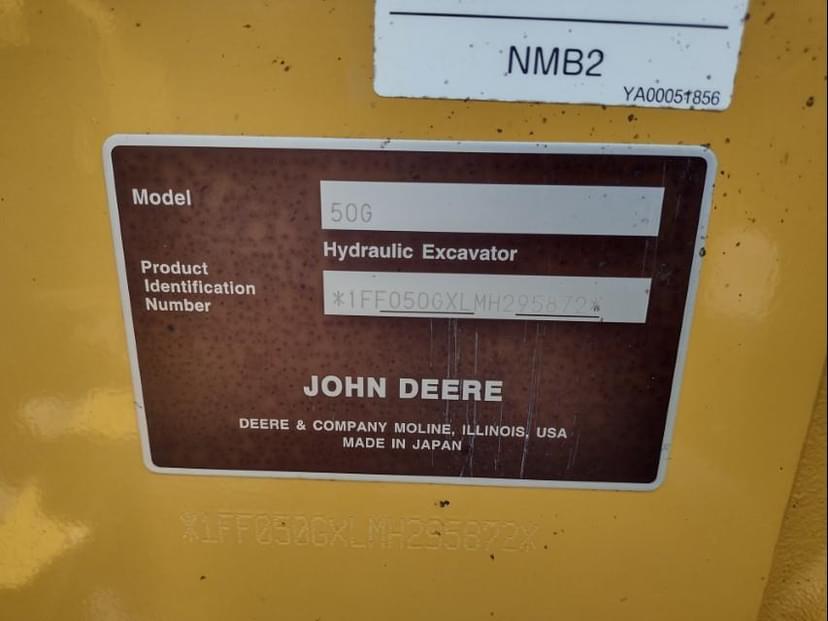 NMB2
YA00051856
Model
50G
Hydraulic Excavator
Product
Identification
Number
*1FF050GXLMH295872*
JOHN DEERE
DEERE & COMPANY MOLINE, ILLINOIS, USA
MADE IN JAPAN
*1FF050GXLMH295872*